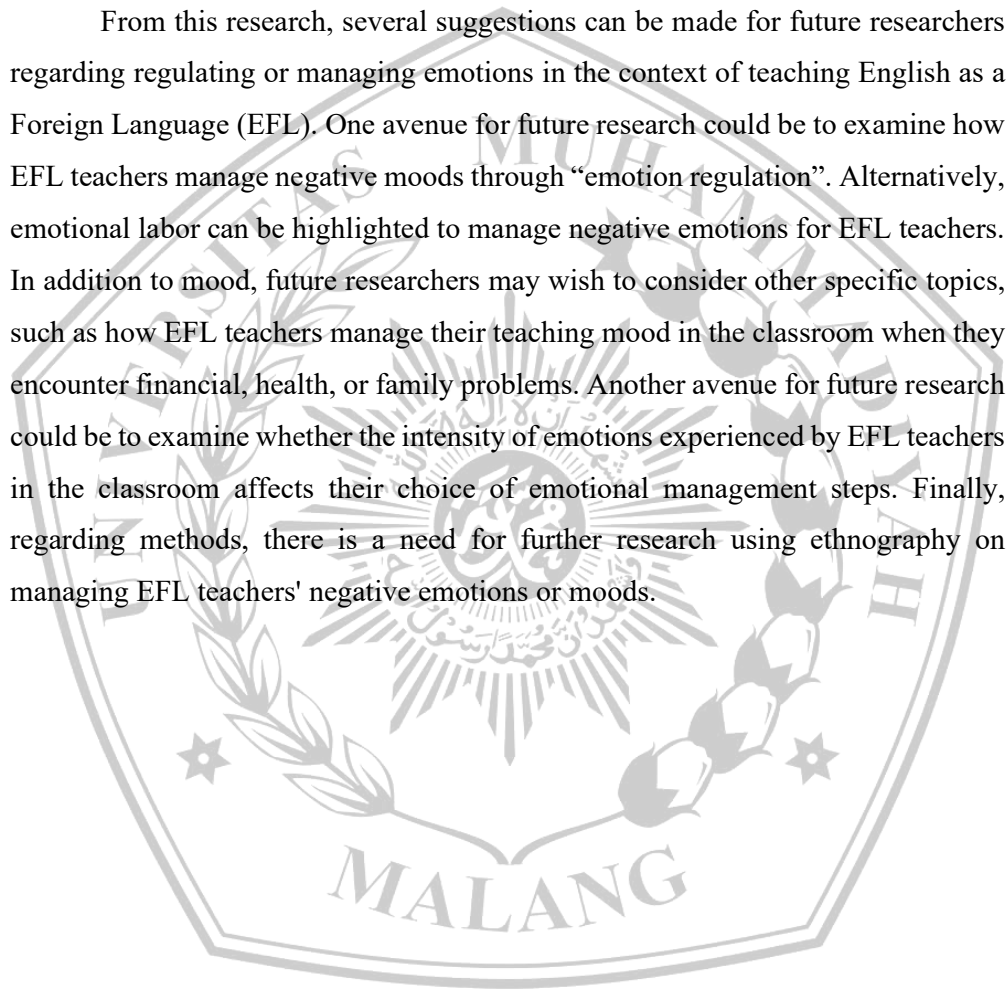 From this research, several suggestions can be made for future researchers
regarding regulating or managing emotions in the context of teaching English as a
Foreign Language (EFL). One avenue for future research could be to examine how
EFL teachers manage negative moods through “emotion regulation”. Alternatively,
emotional labor can be highlighted to manage negative emotions for EFL teachers.
In addition to mood, future researchers may wish to consider other specific topics,
such as how EFL teachers manage their teaching mood in the classroom when they
encounter financial, health, or family problems. Another avenue for future research
could be to examine whether the intensity of emotions experienced by EFL teachers
in the classroom affects their choice of emotional management steps. Finally,
regarding methods, there is a need for further research using ethnography on
managing EFL teachers' negative emotions or moods.
UNIVERSITAS MUHAMMADIYAH
MALANG